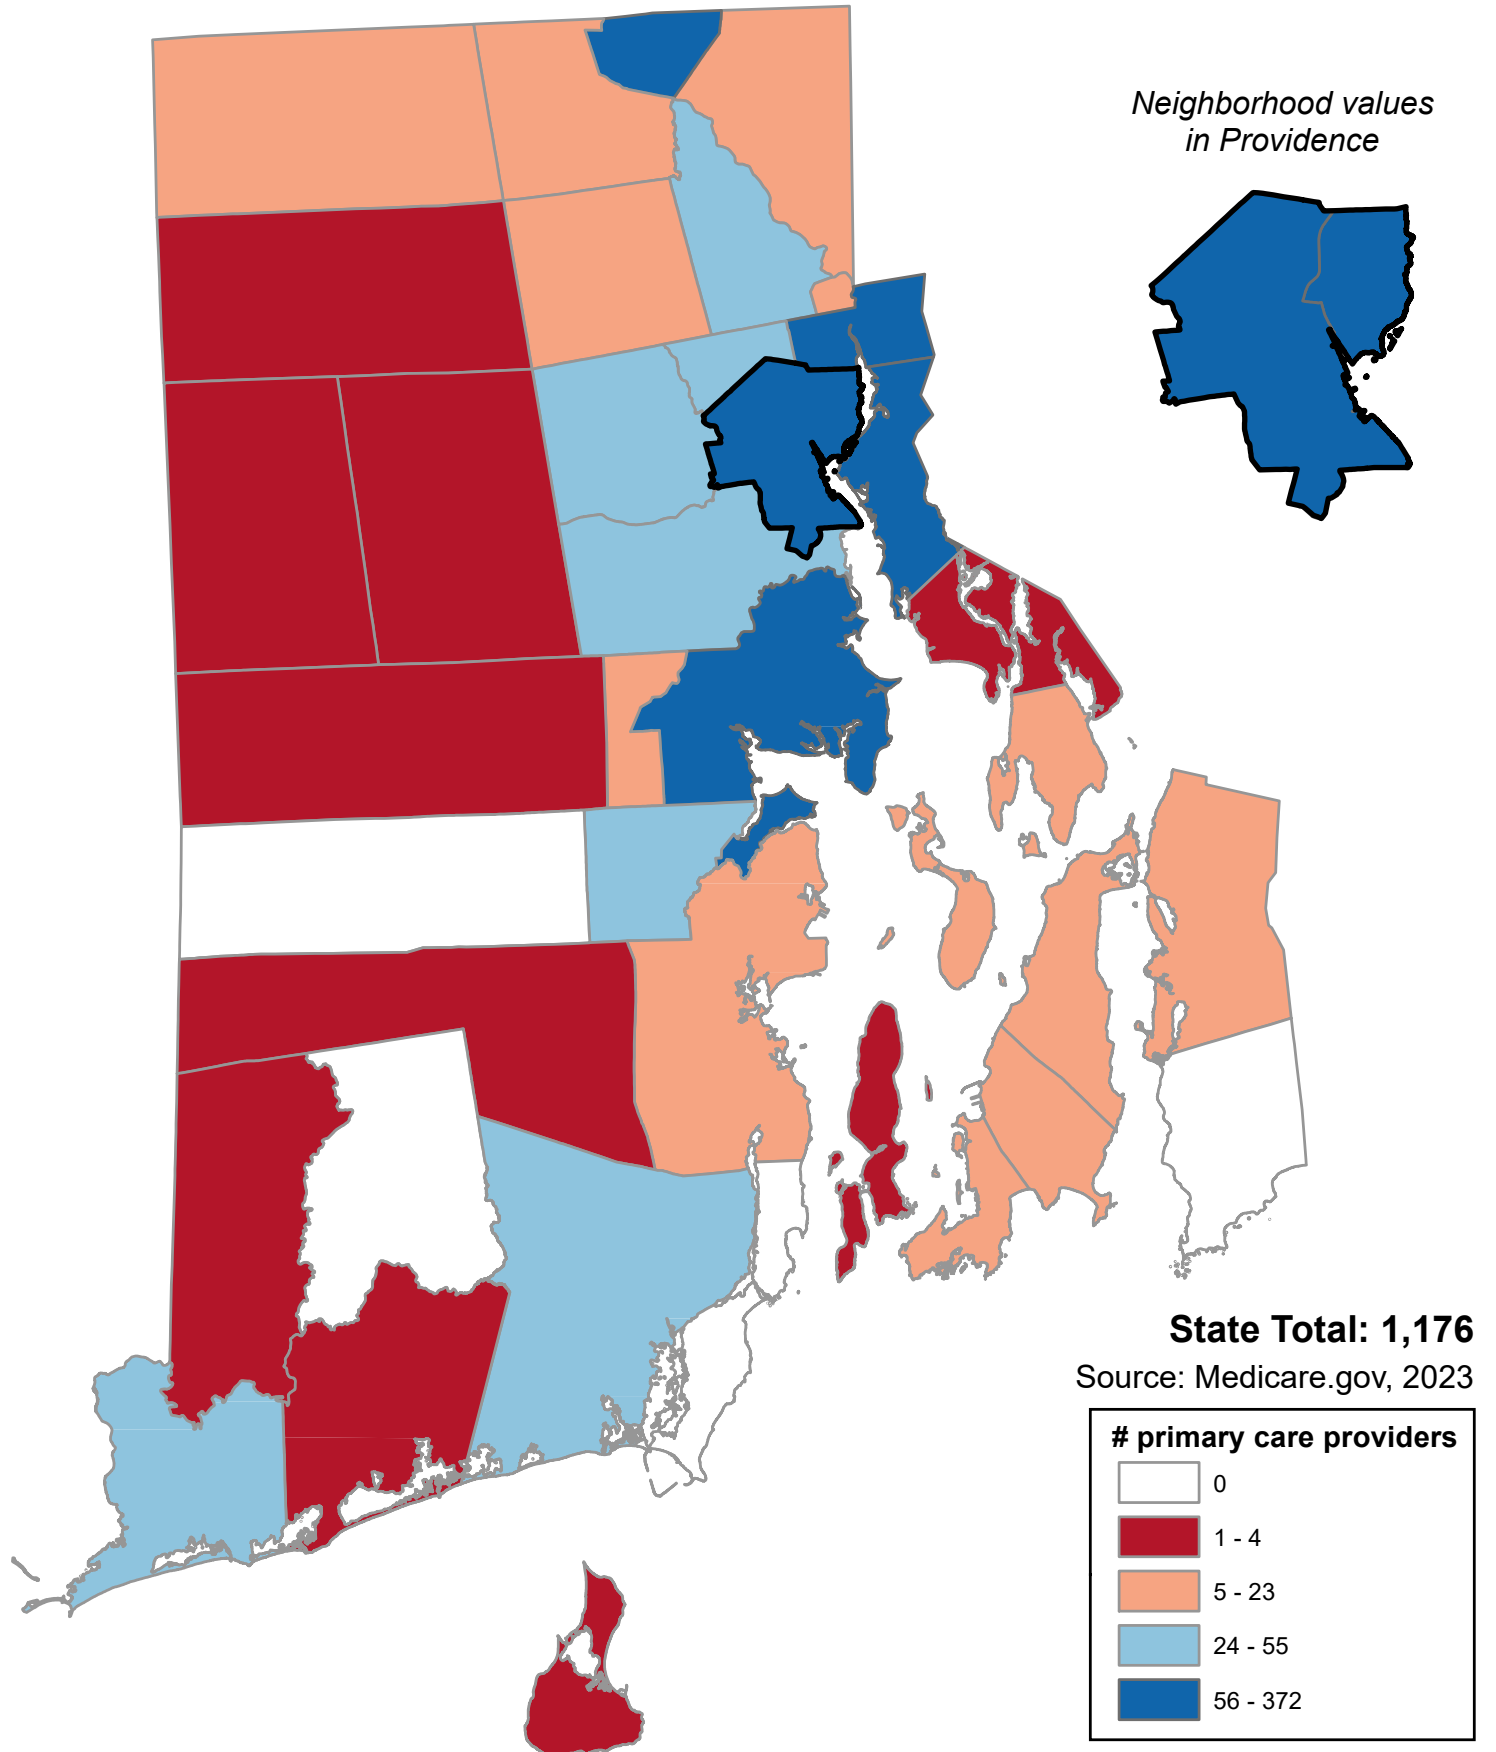 Neighborhood values
in Providence
State Total: 1,176
Source: Medicare.gov, 2023
# primary care providers
0
1 - 4
5 - 23
24 - 55
56 - 372